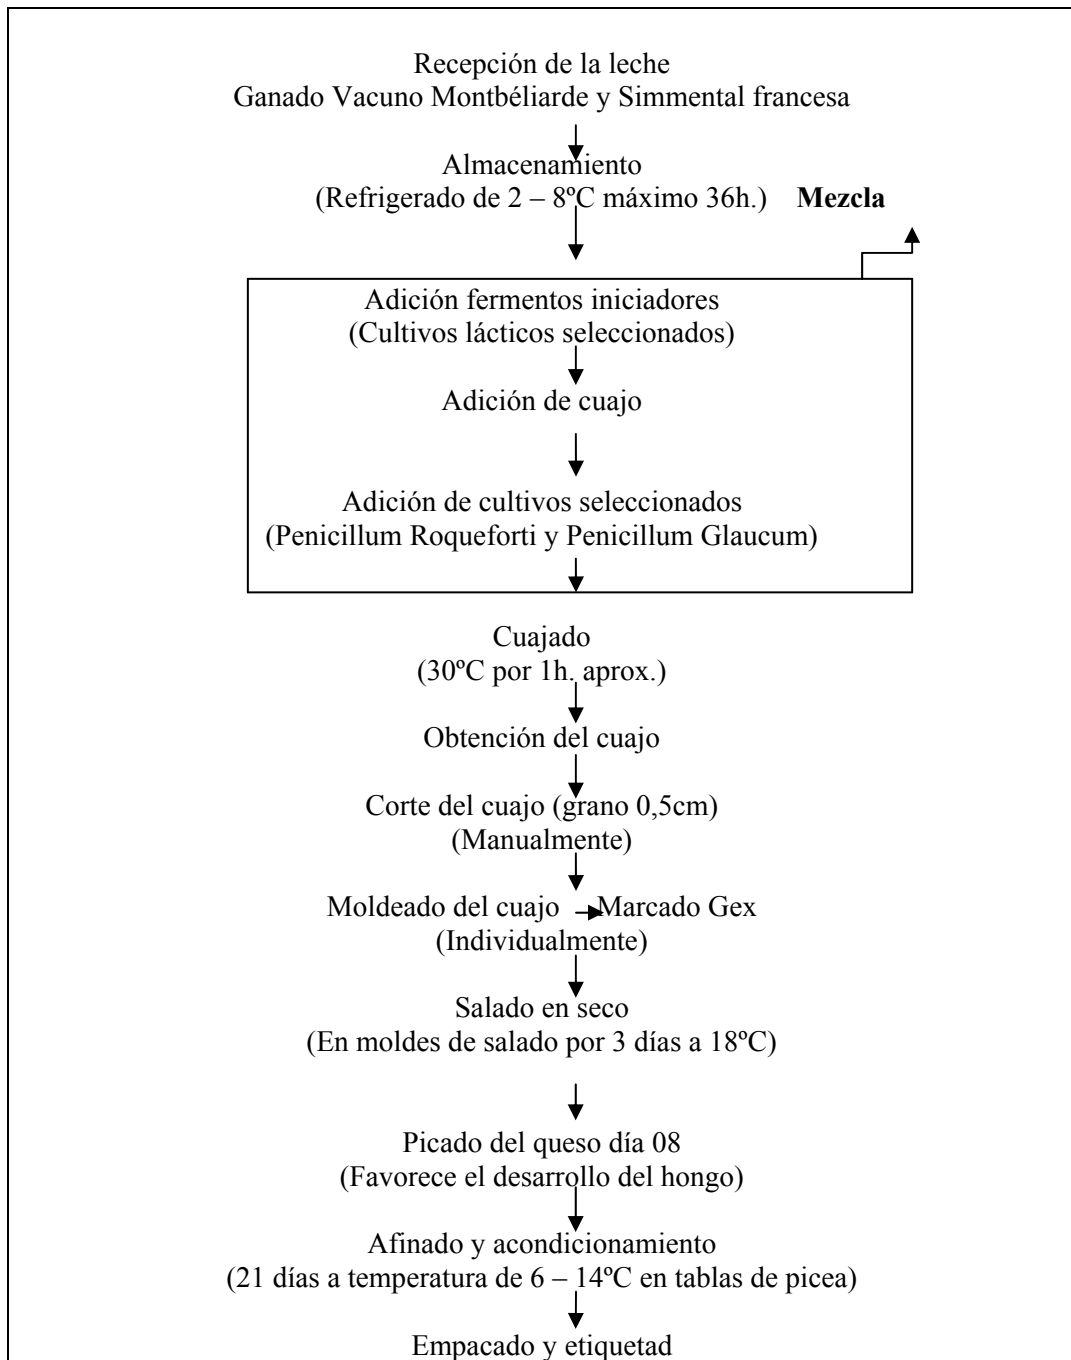 Recepción de la leche
Ganado Vacuno Montbéliarde y Simmental francesa
Almacenamiento
(Refrigerado de 2 – 8ºC máximo 36h.) Mezcla
Adición fermentos iniciadores
(Cultivos lácticos seleccionados)
Adición de cuajo
Adición de cultivos seleccionados
(Penicillum Roqueforti y Penicillum Glaucum)
Cuajado
(30ºC por 1h. aprox.)
Obtención del cuajo
Corte del cuajo (grano 0,5cm)
(Manualmente)
Moldeado del cuajo Marcado Gex
(Individualmente)
Salado en seco
(En moldes de salado por 3 días a 18ºC)
Picado del queso día 08
(Favorece el desarrollo del hongo)
Afinado y acondicionamiento
(21 días a temperatura de 6 – 14ºC en tablas de picea)
Empacado y etiquetad